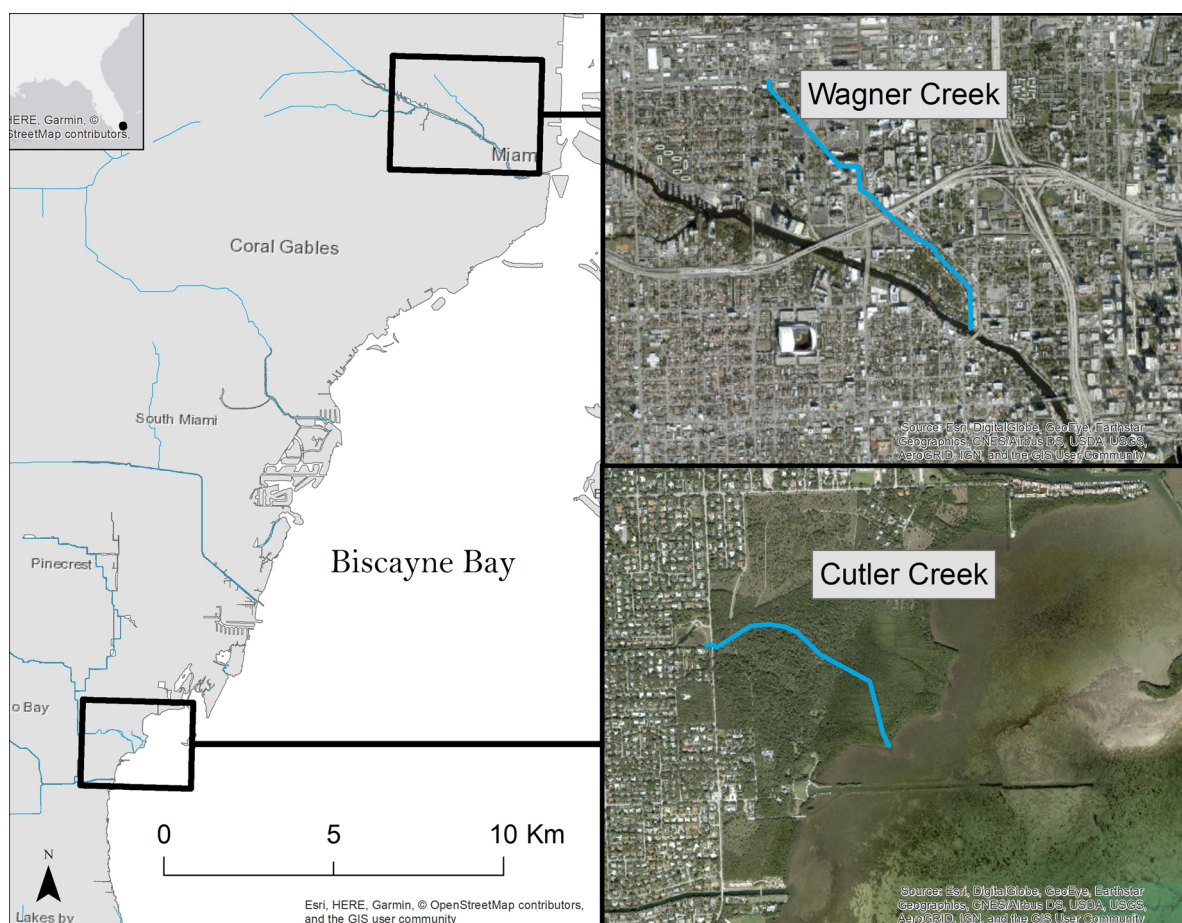 HERE, Garmin, ©
StreetMap contributors,
Miam
Coral Gables
South Miami
Pinecrest
o Bay
Biscayne Bay
0 5 10 Km
N
Lakes by
Esri, HERE, Garmin, © OpenStreetMap contributors,
and the GIS user community
Wagner Creek
Source: Esri, DigitalGlobe, GeoEye, Earthstar
Geographics, CNES/Airbus DS, USDA, USGS,
AeroGRID, IGN, and the GIS User Community
Cutler Creek
Source: Esri, DigitalGlobe, GeoEye, Earthstar
Geographics, CNES/Airbus DS, USDA, USGS,
AeroGRID, IGN, and the GIS User Community